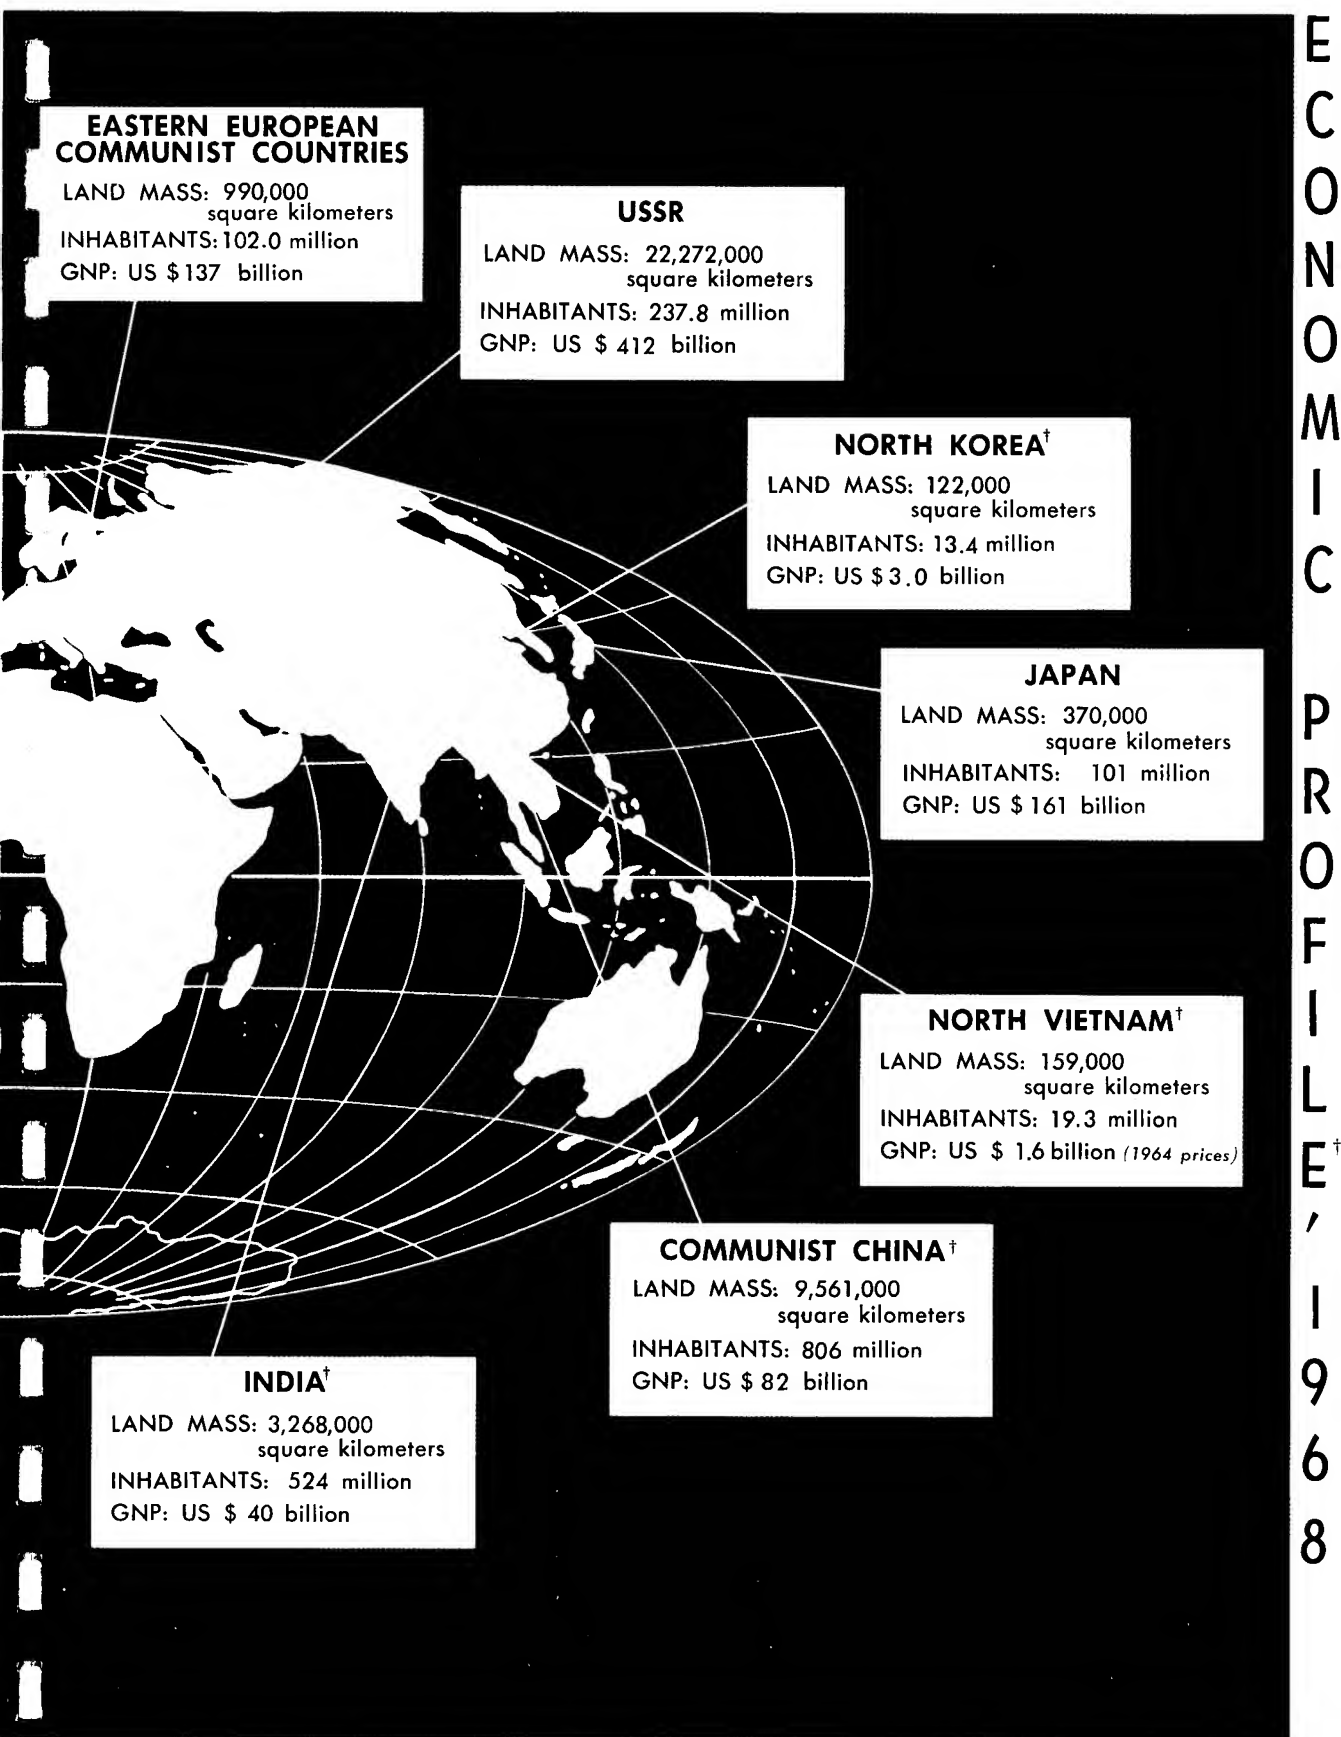 EASTERN EUROPEAN
COMMUNIST COUNTRIES
LAND MASS: 990,000
square kilometers
INHABITANTS: 102.0 million
GNP: US $137 billion
USSR
LAND MASS: 22,272,000
square kilometers
INHABITANTS: 237.8 million
GNP: US $ 412 billion
NORTH KOREA†
LAND MASS: 122,000
square kilometers
INHABITANTS: 13.4 million
GNP: US $3.0 billion
JAPAN
LAND MASS: 370,000
square kilometers
INHABITANTS: 101 million
GNP: US $161 billion
NORTH VIETNAM†
LAND MASS: 159,000
square kilometers
INHABITANTS: 19.3 million
GNP: US $ 1.6 billion (1964 prices)
COMMUNIST CHINA†
LAND MASS: 9,561,000
square kilometers
INHABITANTS: 806 million
GNP: US $ 82 billion
INDIA†
LAND MASS: 3,268,000
square kilometers
INHABITANTS: 524 million
GNP: US $ 40 billion
ECONOMIC PROFILE†, 1968